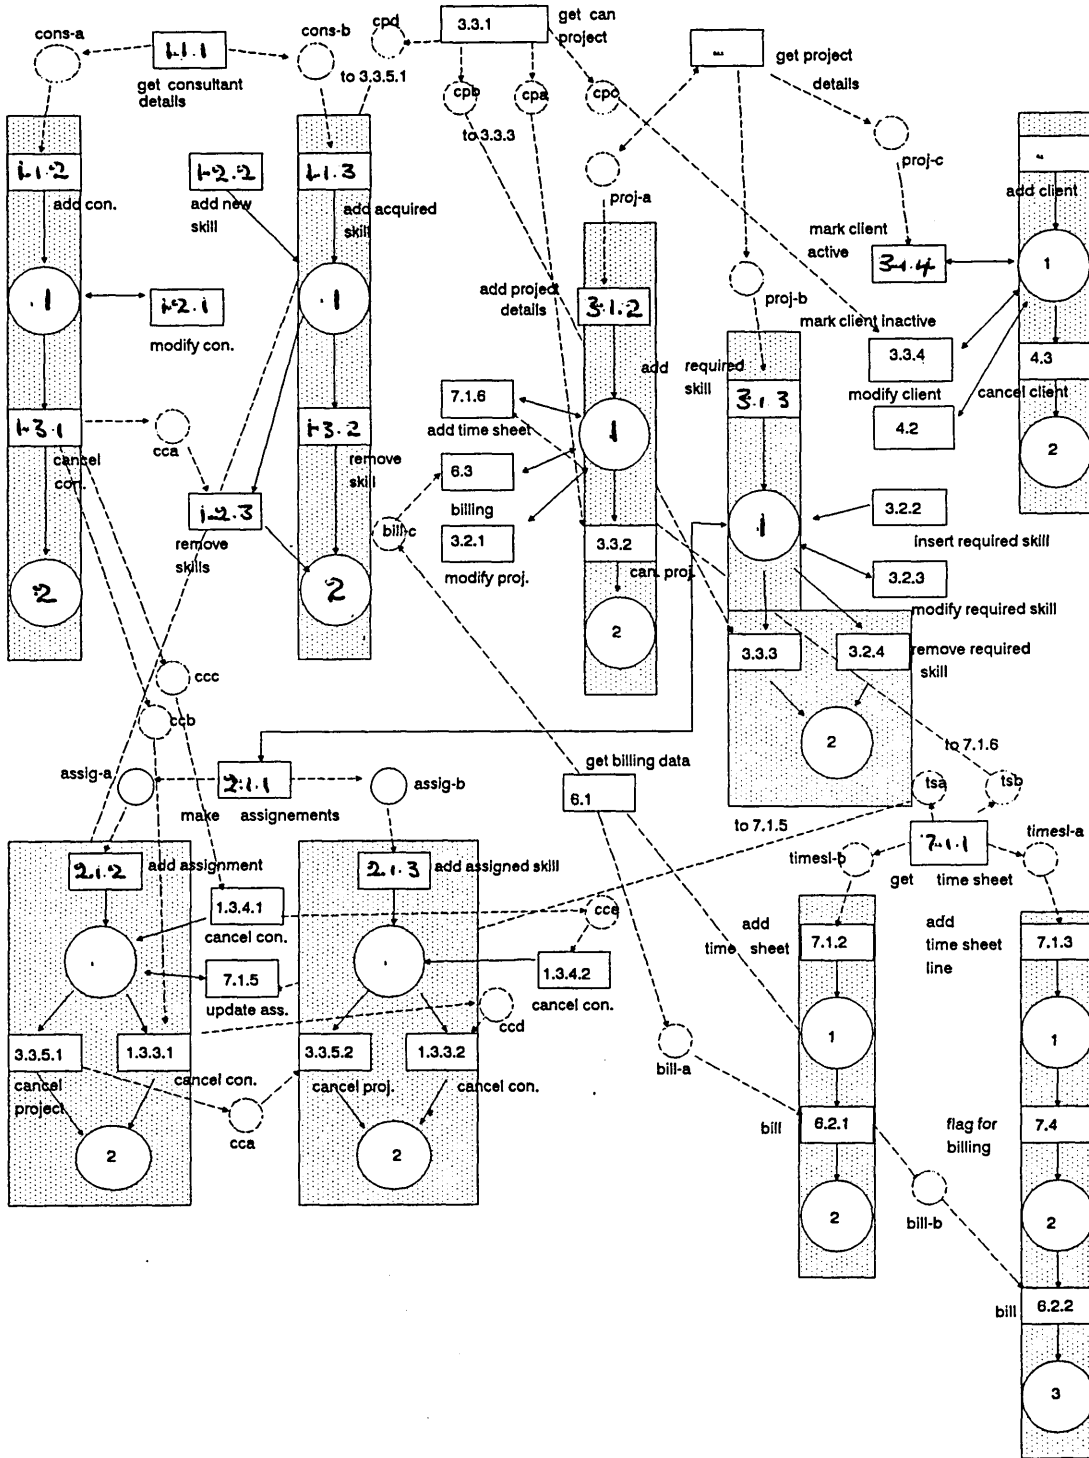 cons-a
1.1.1
get consultant
details
cons-b
cpd
3.3.1
get can
project
to 3.3.5.1
cpb
cpa
cpc
to 3.3.3
get project
details
proj-a
proj-c
1.1.2
add con.
1.2.2
add new
skill
1.1.3
add acquired
skill
add client
mark client
active
3.1.4
1
.1
1.2.1
modify con.
.1
add project
details
3.1.2
proj-b
mark client inactive
3.3.4
modify client
4.2
4.3
cancel client
2
add required
skill
3.1.3
7.1.6
add time sheet
1
6.3
billing
3.2.1
modify proj.
1.3.1
cancel
con.
cca
1.3.2
remove
skill
1.2.3
remove
skills
bill-c
3.3.2
can. proj.
2
2
2
1
3.2.2
insert required skill
3.2.3
modify required skill
3.3.3
3.2.4
remove required
skill
2
ccc
ccb
to 7.1.6
assig-a
2.1.1
make assignements
assig-b
get billing data
6.1
tsa
tsb
to 7.1.5
7.1.1
get time sheet
timesl-b
timesl-a
2.1.2
add assignment
2.1.3
add assigned skill
1.3.4.1
cancel con.
cce
add
time sheet
7.1.2
add
time sheet
line
7.1.3
7.1.5
update ass.
1.3.4.2
cancel con.
ccd
1
1
3.3.5.1
cancel
project
1.3.3.1
cancel con.
3.3.5.2
cancel proj.
1.3.3.2
cancel con.
bill-a
cca
2
2
bill
6.2.1
flag for
billing
7.4
2
bill-b
2
bill
6.2.2
3